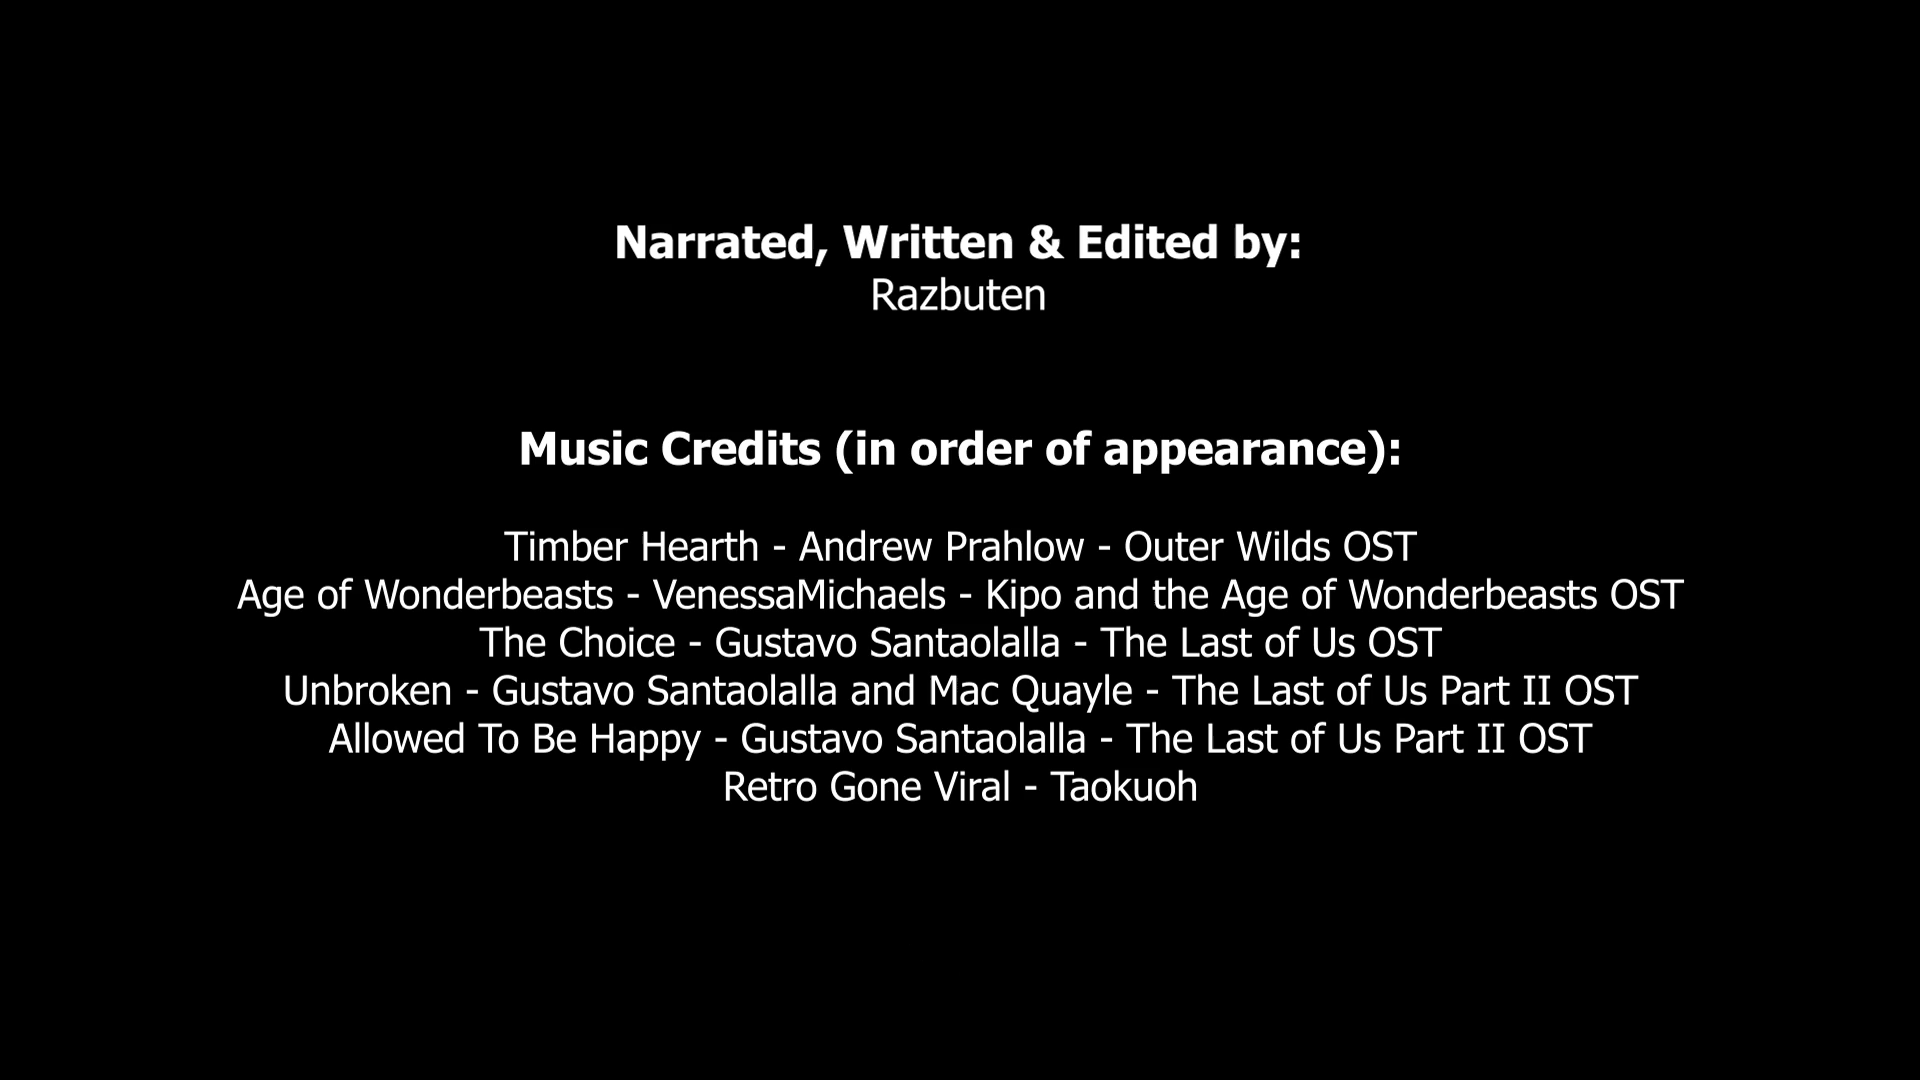 Narrated, Written & Edited by:
Razbuten
Music Credits (in order of appearance):
Timber Hearth - Andrew Prahlow - Outer Wilds OST
Age of Wonderbeasts - VenessaMichaels - Kipo and the Age of Wonderbeasts OST
The Choice - Gustavo Santaolalla - The Last of Us OST
Unbroken - Gustavo Santaolalla and Mac Quayle - The Last of Us Part II OST
Allowed To Be Happy - Gustavo Santaolalla - The Last of Us Part II OST
Retro Gone Viral - Taokuoh